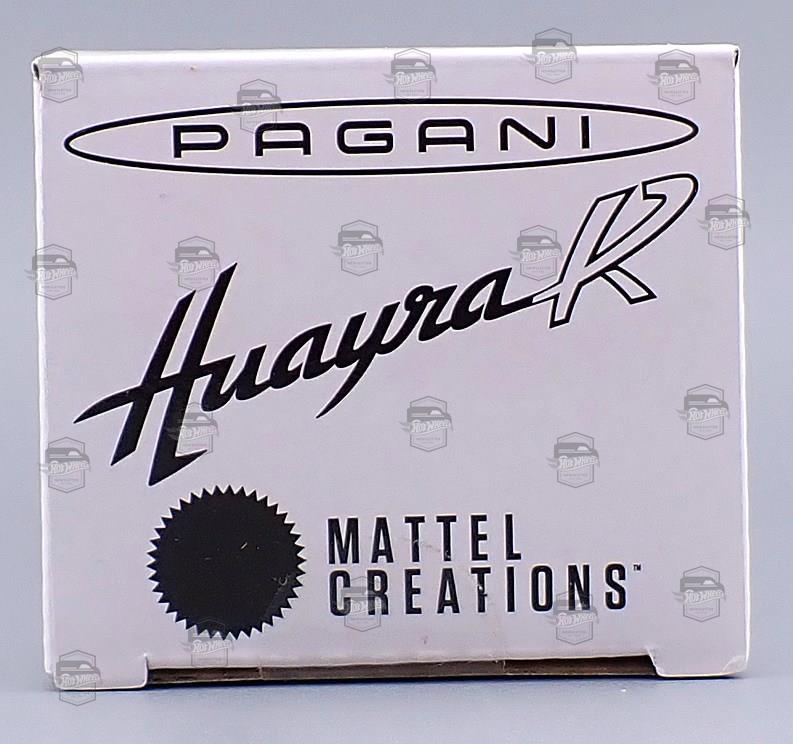 PAGANI
Huayra R
MATTEL
CREATIONS™